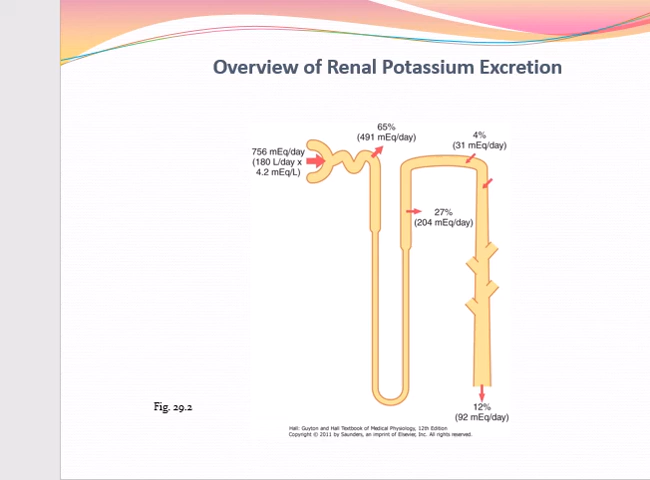 Overview of Renal Potassium Excretion
65%
(491 mEq/day)
4%
(31 mEq/day)
756 mEq/day
(180 L/day x
4.2 mEq/L)
27%
(204 mEq/day)
Fig. 29.2
12%
(92 mEq/day)
Hall: Guyton and Hall Textbook of Medical Physiology, 12th Edition
Copyright © 2011 by Saunders, an imprint of Elsevier, Inc. All rights reserved.